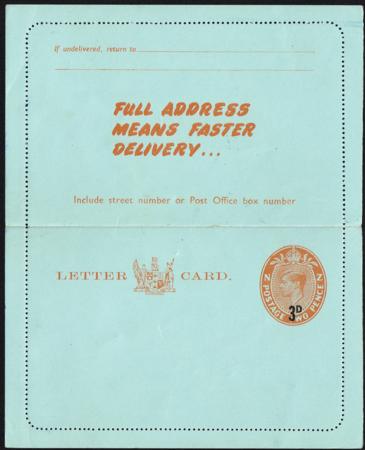 If undelivered, return to
FULL ADDRESS
MEANS FASTER
DELIVERY...
Include street number or Post Office box number
LETTER CARD.
N POSTAGE TWO PENCE Z
3D